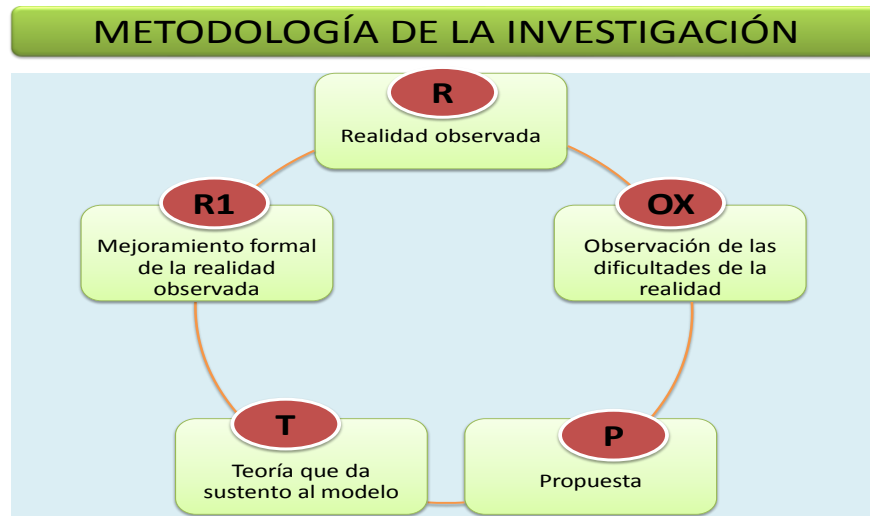 METODOLOGÍA DE LA INVESTIGACIÓN
R
Realidad observada
R1
Mejoramiento formal
de la realidad
observada
OX
Observación de las
dificultades de la
realidad
T
Teoría que da
sustento al modelo
P
Propuesta